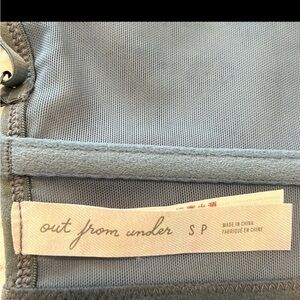 out from under S P
MADE IN CHINA
FABRIQUÉ EN CHINE